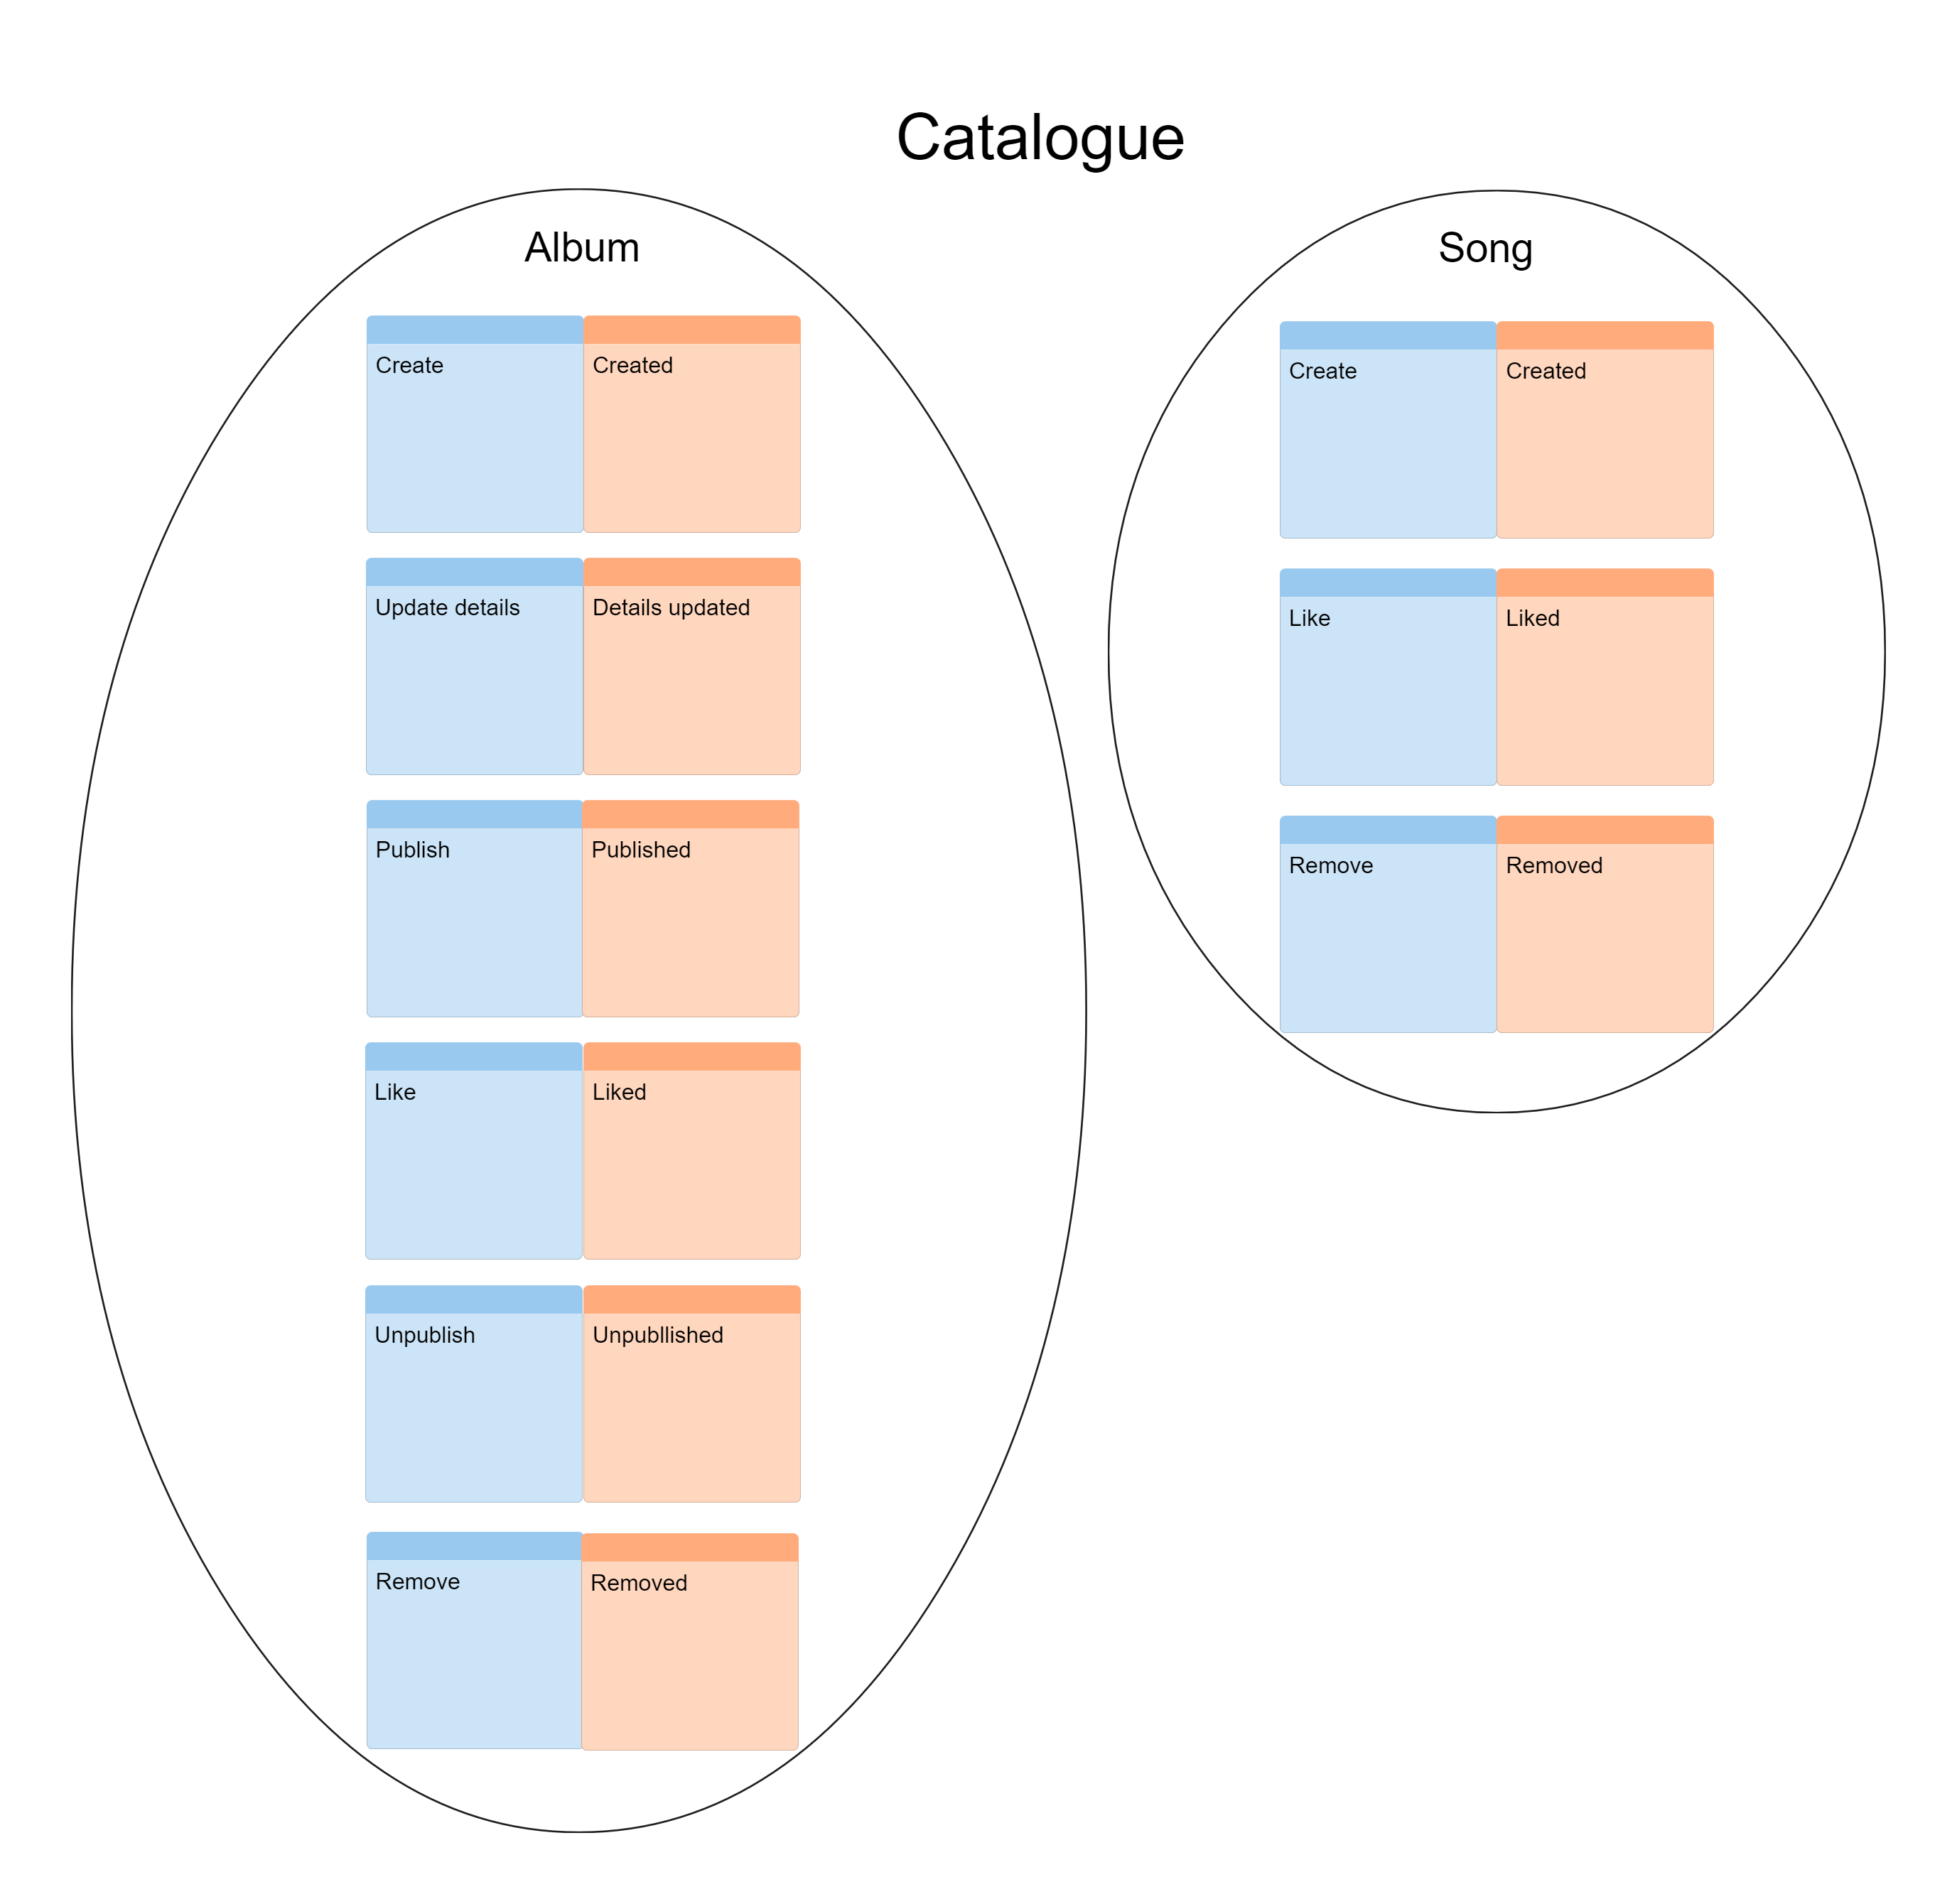 Catalogue
Album
Create
Created
Update details
Details updated
Publish
Published
Like
Liked
Unpublish
Unpubllished
Remove
Removed
Song
Create
Created
Like
Liked
Remove
Removed